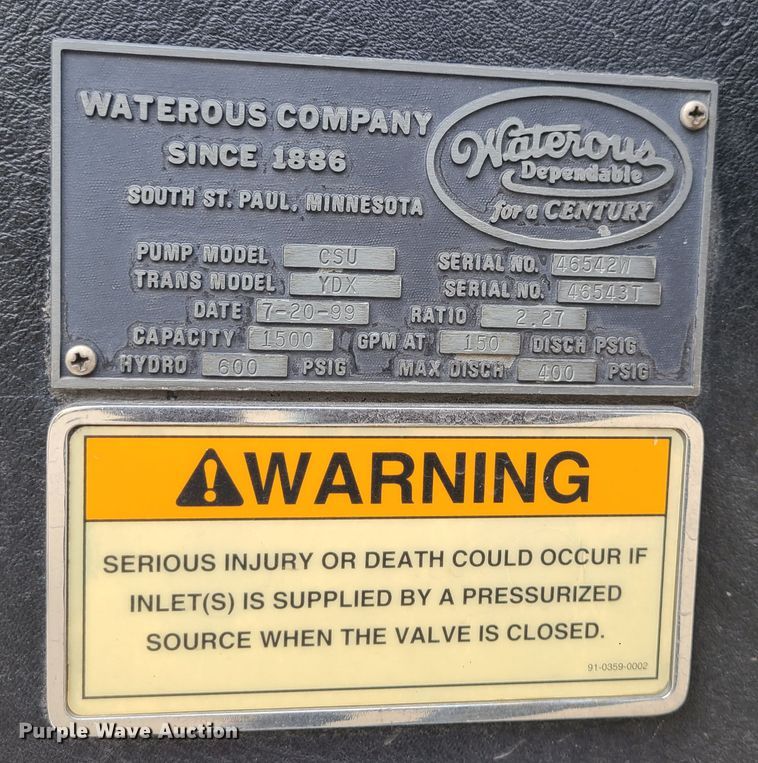 WATEROUS COMPANY
SINCE 1886
SOUTH ST. PAUL, MINNESOTA
Waterous
Dependable
for a CENTURY
PUMP MODEL CSU SERIAL NO. 46542W
TRANS MODEL YDX SERIAL NO. 46543T
DATE 7-20-99 RATIO 2.27
CAPACITY 1500 GPM AT 150 DISCH PSIG
HYDRO 600 PSIG MAX DISCH 400 PSIG
WARNING
SERIOUS INJURY OR DEATH COULD OCCUR IF
INLET(S) IS SUPPLIED BY A PRESSURIZED
SOURCE WHEN THE VALVE IS CLOSED.
91-0359-0002
Purple Wave Auction